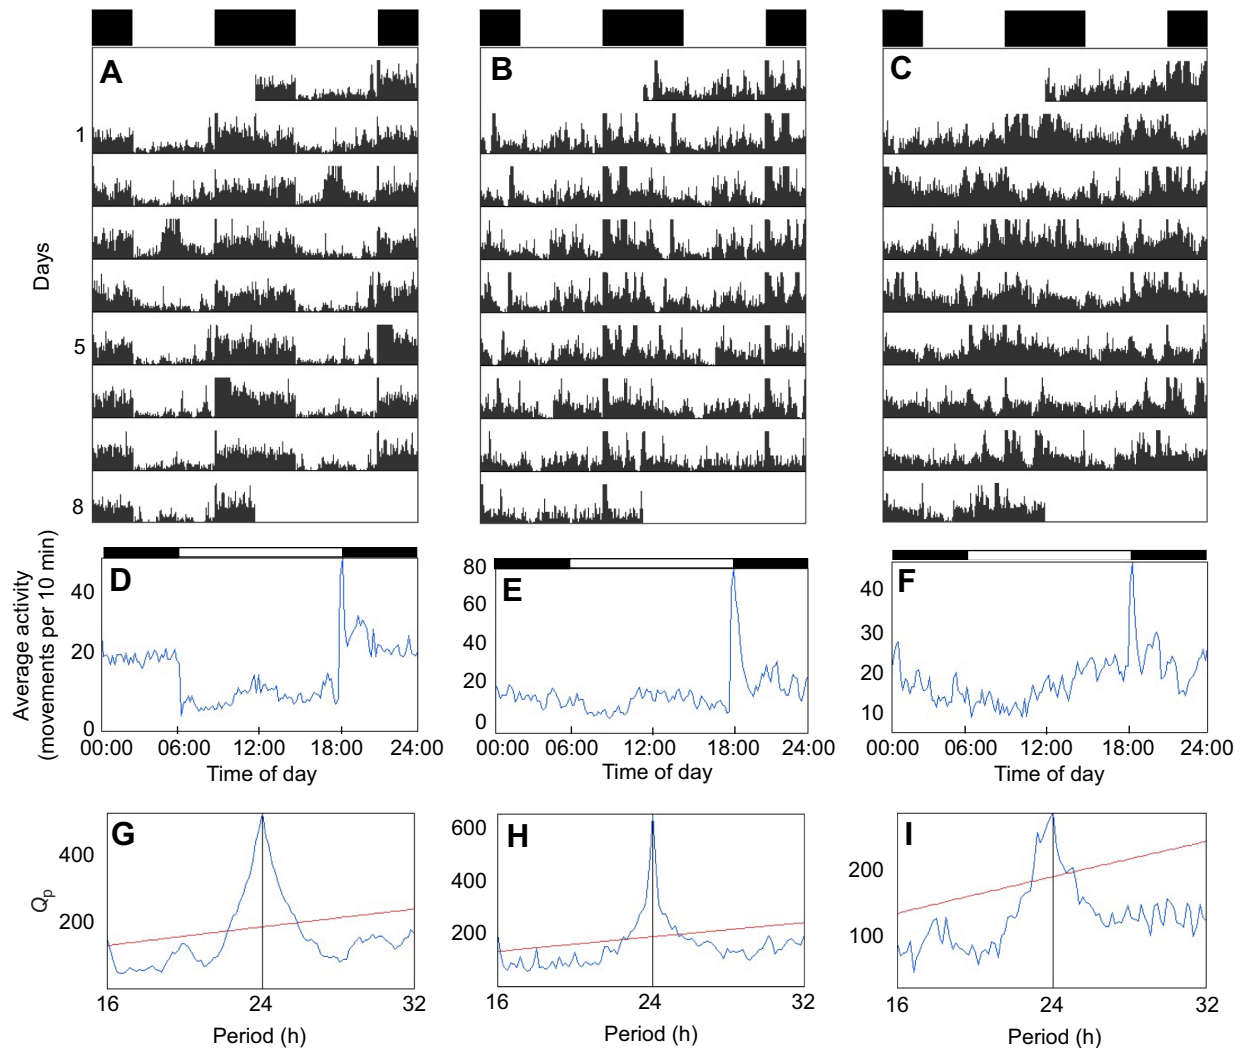 A B C
1
5
8
Days
D E F
40
20
0
80
60
40
20
0
40
30
20
10
Average activity
(movements per 10 min)
00:00 06:00 12:00 18:00 24:00
00:00 06:00 12:00 18:00 24:00
00:00 06:00 12:00 18:00 24:00
Time of day
Time of day
Time of day
G H I
400
200
600
400
200
200
100
Qp
16 24 32
16 24 32
16 24 32
Period (h)
Period (h)
Period (h)